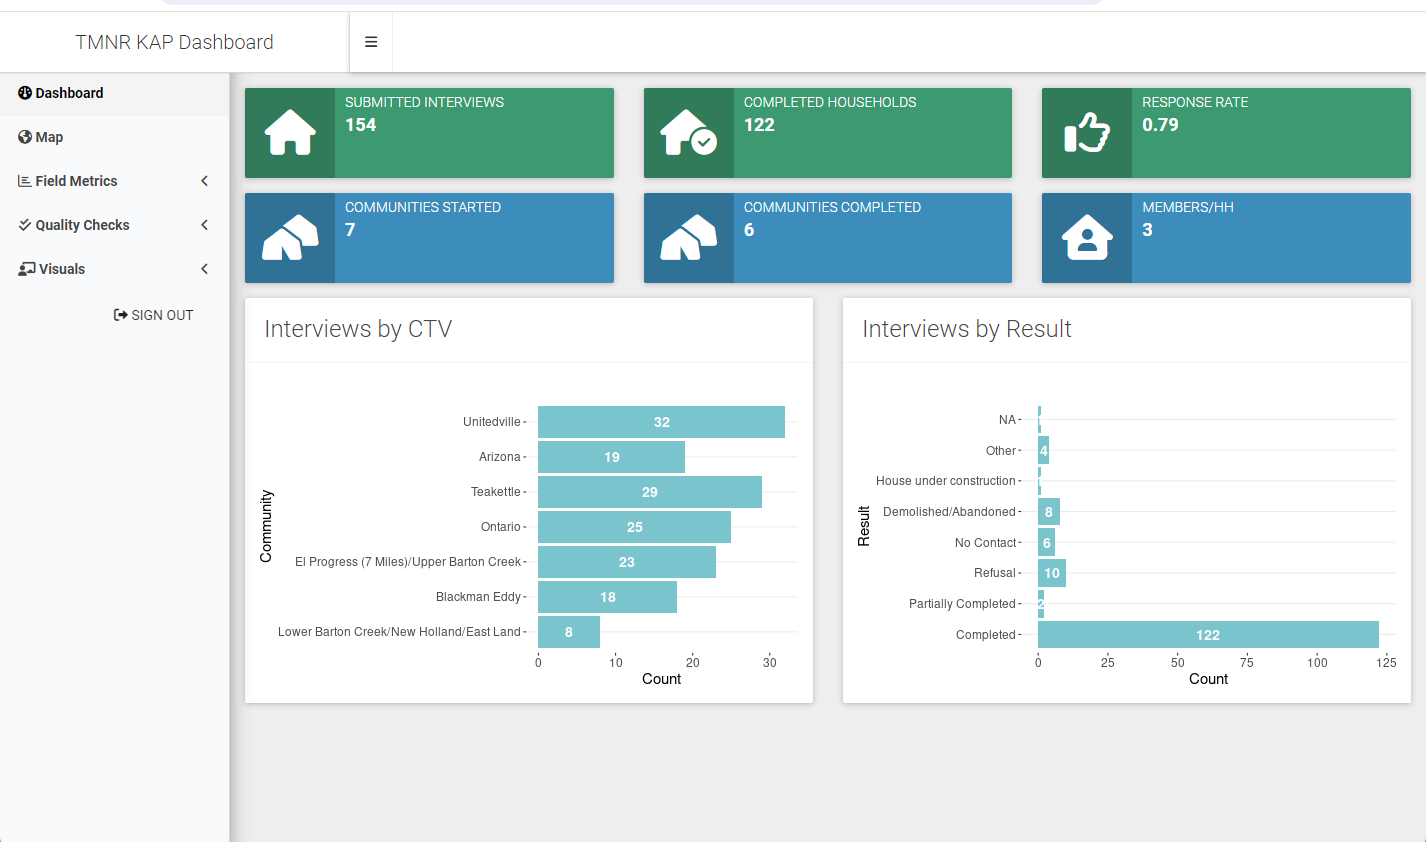 TMNR KAP Dashboard
Dashboard
Map
Field Metrics
Quality Checks
Visuals
SIGN OUT
SUBMITTED INTERVIEWS
154
COMPLETED HOUSEHOLDS
122
RESPONSE RATE
0.79
COMMUNITIES STARTED
7
COMMUNITIES COMPLETED
6
MEMBERS/HH
3
Interviews by CTV
Community
Unitedville
32
Arizona
19
Teakettle
29
Ontario
25
El Progress (7 Miles)/Upper Barton Creek
23
Blackman Eddy
18
Lower Barton Creek/New Holland/East Land
8
0 10 20 30
Count
Interviews by Result
Result
NA
Other
4
House under construction
Demolished/Abandoned
8
No Contact
6
Refusal
10
Partially Completed
2
Completed
122
0 25 50 75 100 125
Count